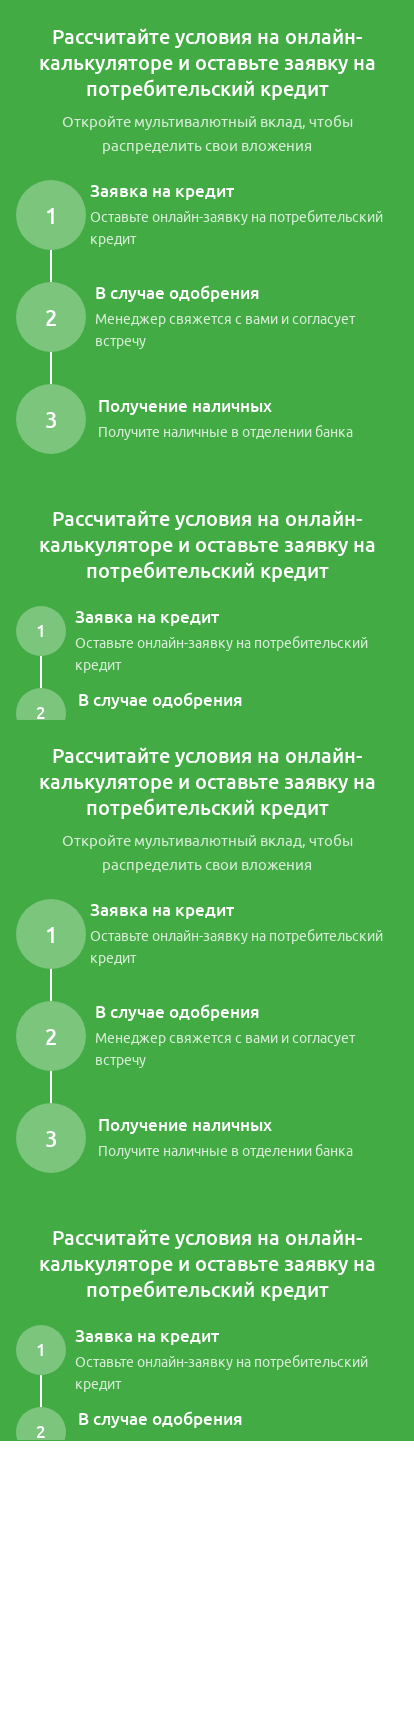 Рассчитайте условия на онлайн-
калькуляторе и оставьте заявку на
потребительский кредит
Откройте мультивалютный вклад, чтобы
распределить свои вложения
1
Заявка на кредит
Оставьте онлайн-заявку на потребительский
кредит
2
В случае одобрения
Менеджер свяжется с вами и согласует
встречу
3
Получение наличных
Получите наличные в отделении банка
Рассчитайте условия на онлайн-
калькуляторе и оставьте заявку на
потребительский кредит
1
Заявка на кредит
Оставьте онлайн-заявку на потребительский
кредит
2
В случае одобрения
Рассчитайте условия на онлайн-
калькуляторе и оставьте заявку на
потребительский кредит
Откройте мультивалютный вклад, чтобы
распределить свои вложения
1
Заявка на кредит
Оставьте онлайн-заявку на потребительский
кредит
2
В случае одобрения
Менеджер свяжется с вами и согласует
встречу
3
Получение наличных
Получите наличные в отделении банка
Рассчитайте условия на онлайн-
калькуляторе и оставьте заявку на
потребительский кредит
1
Заявка на кредит
Оставьте онлайн-заявку на потребительский
кредит
2
В случае одобрения